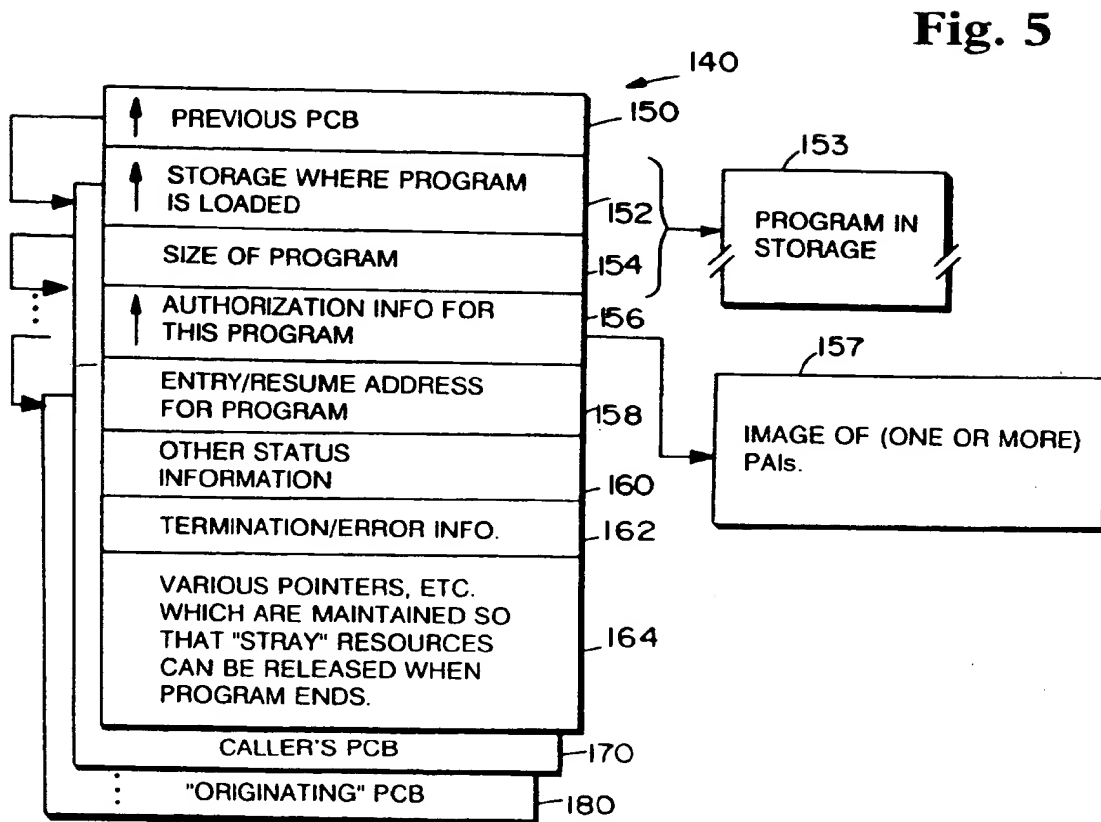 Fig. 5
140
PREVIOUS PCB
150
STORAGE WHERE PROGRAM
IS LOADED
152
SIZE OF PROGRAM
154
AUTHORIZATION INFO FOR
THIS PROGRAM
156
ENTRY/RESUME ADDRESS
FOR PROGRAM
158
OTHER STATUS
INFORMATION
160
TERMINATION/ERROR INFO.
162
VARIOUS POINTERS, ETC.
WHICH ARE MAINTAINED SO
THAT "STRAY" RESOURCES
CAN BE RELEASED WHEN
PROGRAM ENDS.
164
CALLER'S PCB
170
"ORIGINATING" PCB
180
153
PROGRAM IN
STORAGE
157
IMAGE OF (ONE OR MORE)
PAIs.